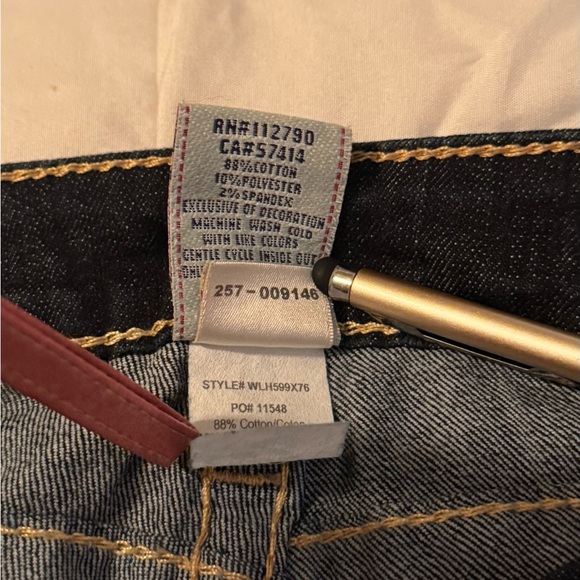 RN#112790
CA#57414
88%COTTON
10%POLYESTER
2%SPANDEX
EXCLUSIVE OF DECORATION
MACHINE WASH COLD
WITH LIKE COLORS
GENTLE CYCLE INSIDE OUT
ONL
257-009146
STYLE# WLH599X76
PO# 11548
88% Cotton/Coton